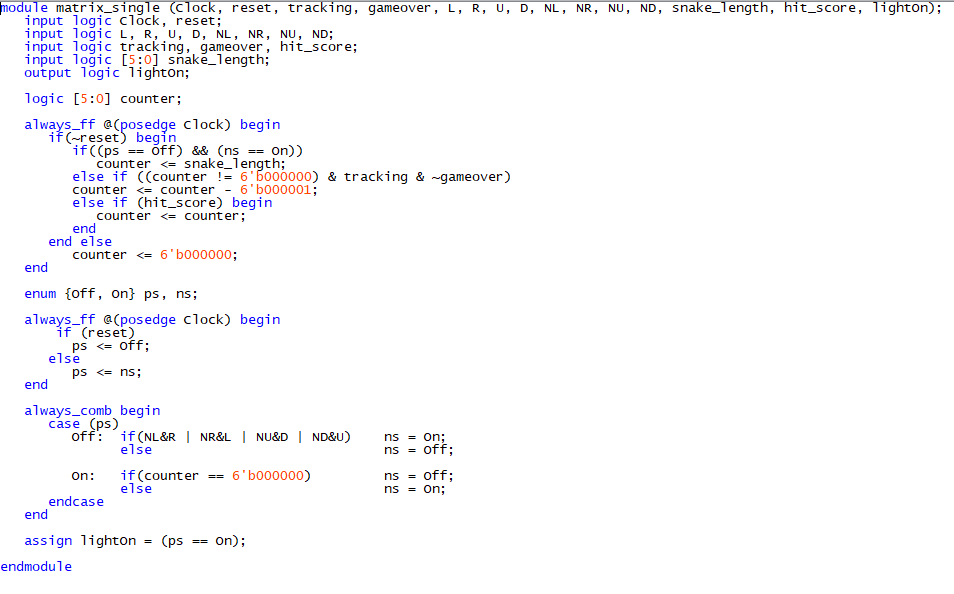 module matrix_single (Clock, reset, tracking, gameover, L, R, U, D, NL, NR, NU, ND, snake_length, hit_score, lightOn);
input logic Clock, reset;
input logic L, R, U, D, NL, NR, NU, ND;
input logic tracking, gameover, hit_score;
input logic [5:0] snake_length;
output logic lightOn;
logic [5:0] counter;
always_ff @(posedge Clock) begin
if(~reset) begin
if((ps == Off) && (ns == On))
counter <= snake_length;
else if ((counter != 6'b000000) & tracking & ~gameover)
counter <= counter - 6'b000001;
else if (hit_score) begin
counter <= counter;
end
end else
counter <= 6'b000000;
end
enum {Off, On} ps, ns;
always_ff @(posedge Clock) begin
if (reset)
ps <= Off;
else
ps <= ns;
end
always_comb begin
case (ps)
Off: if(NL&R | NR&L | NU&D | ND&U) ns = On;
else ns = Off;
On: if(counter == 6'b000000) ns = Off;
else ns = On;
endcase
end
assign lightOn = (ps == On);
endmodule